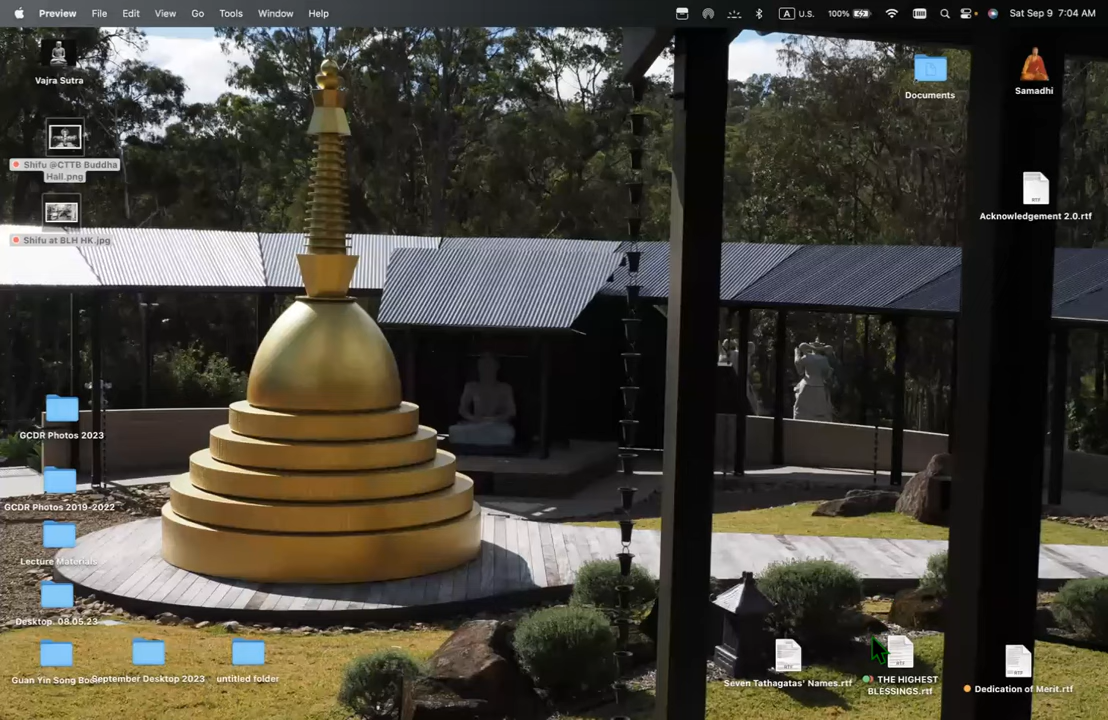 Preview File Edit View Go Tools Window Help
A U.S. 100% Sat Sep 9 7:04 AM
Vajra Sutra
Documents
Samadhi
Shifu @CTTB Buddha
Hall.png
Acknowledgement 2.0.rtf
Shifu at BLH HK.jpg
GCDR Photos 2023
GCDR Photos 2019-2022
Lecture Materials
Desktop. 08.05.23
Guan Yin Song Boo
September Desktop 2023
untitled folder
Seven Tathagatas' Names.rtf
THE HIGHEST
BLESSINGS.rtf
Dedication of Merit.rtf